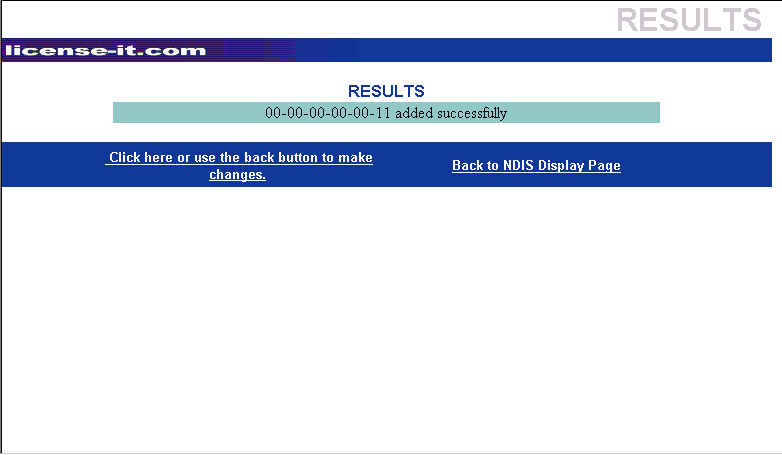 RESULTS
license-it.com
RESULTS
00-00-00-00-00-11 added successfully
Click here or use the back button to make
changes.
Back to NDIS Display Page